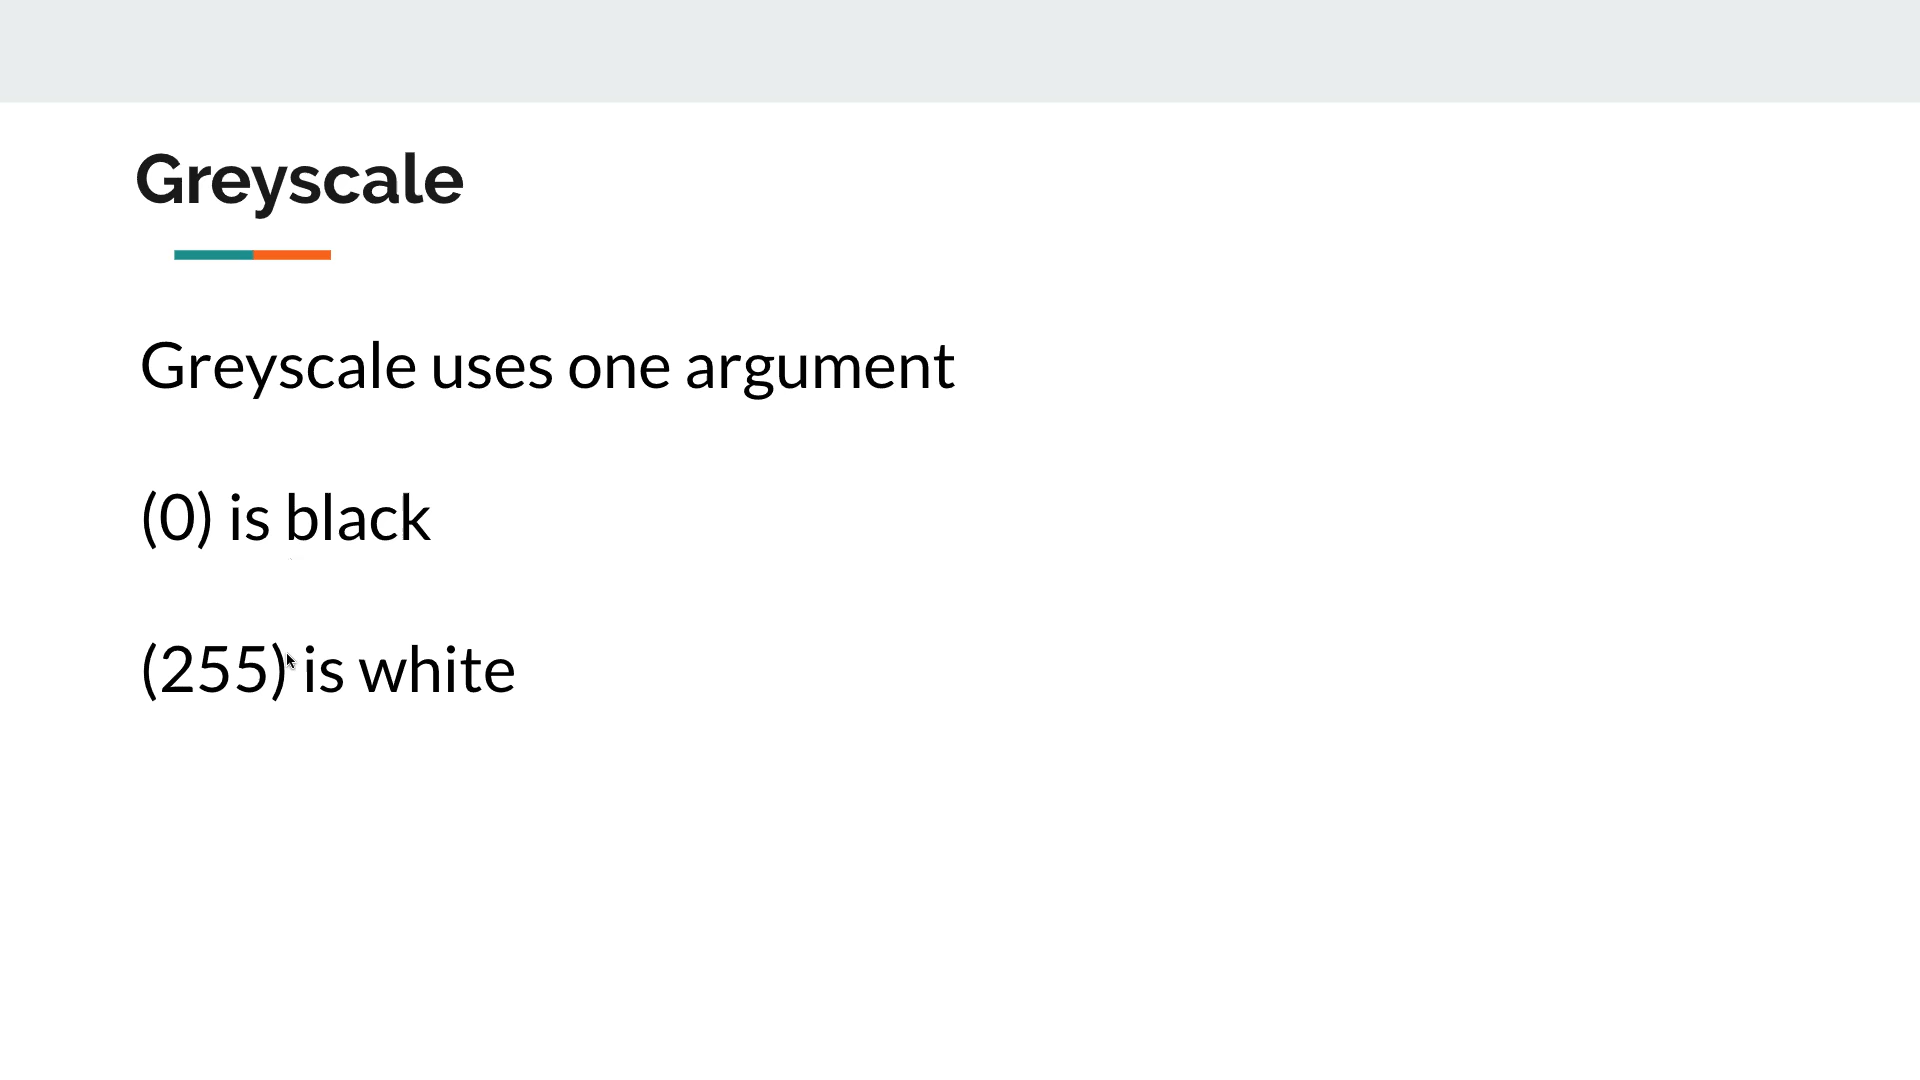 Greyscale
Greyscale uses one argument
(0) is black
(255) is white